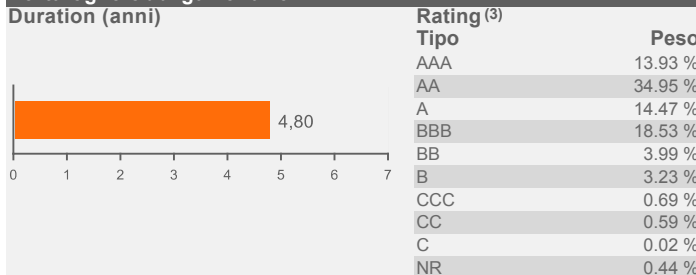 Duration (anni)
4,80
0 1 2 3 4 5 6 7
Rating (3)
Tipo Peso
AAA 13.93 %
AA 34.95 %
A 14.47 %
BBB 18.53 %
BB 3.99 %
B 3.23 %
CCC 0.69 %
CC 0.59 %
C 0.02 %
NR 0.44 %